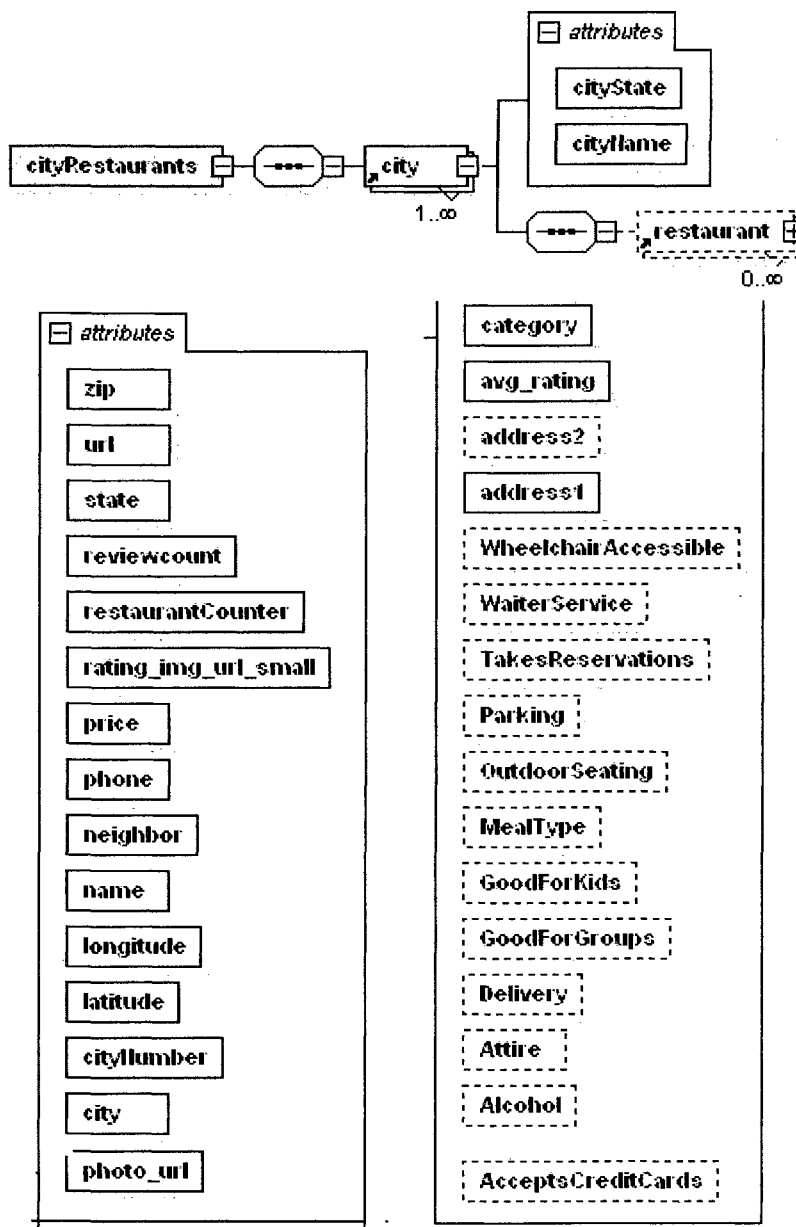 attributes
cityState
cityName
cityRestaurants
city
1..∞
restaurant
0..∞
attributes
zip
url
state
reviewcount
restaurantCounter
rating_img_url_small
price
phone
neighbor
name
longitude
latitude
cityNumber
city
photo_url
category
avg_rating
address2
address1
WheelchairAccessible
WaiterService
TakesReservations
Parking
OutdoorSeating
MealType
GoodForKids
GoodForGroups
Delivery
Attire
Alcohol
AcceptsCreditCards